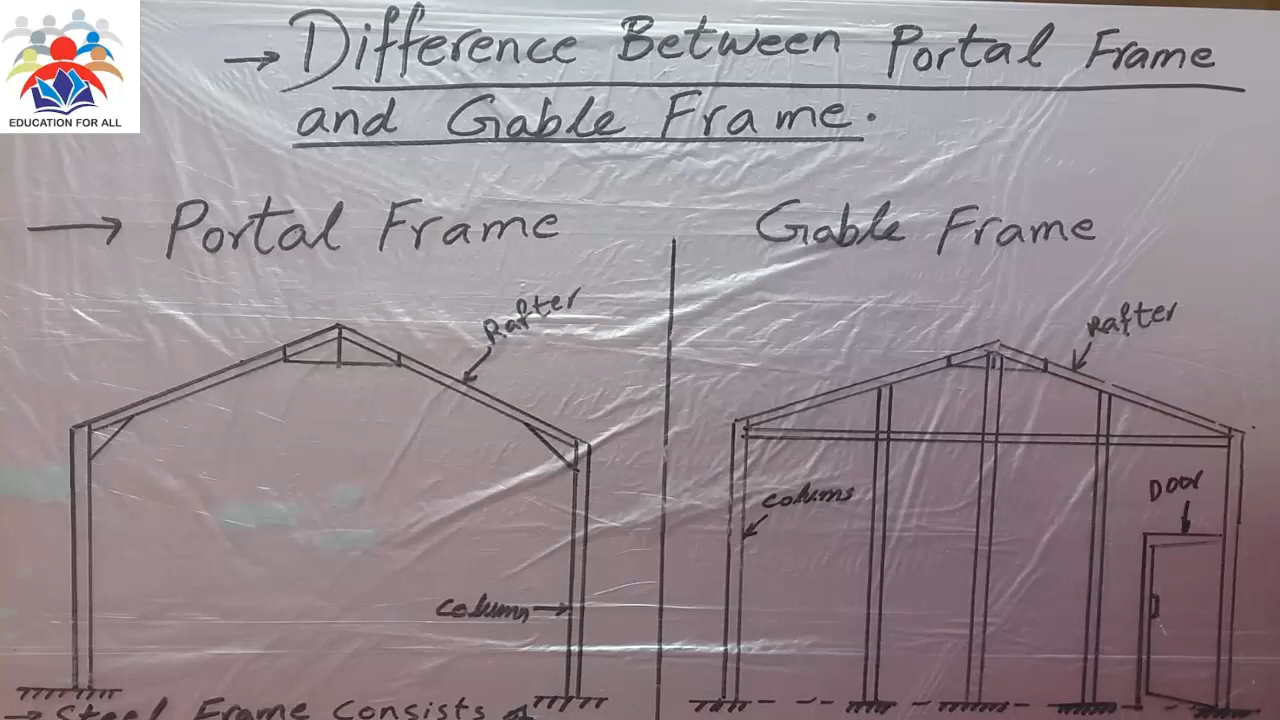 EDUCATION FOR ALL
→ Difference Between Portal Frame
and Gable Frame.
→ Portal Frame
Gable Frame
Rafter
Column
Rafter
Colums
Door
→ Steel Frame consists of